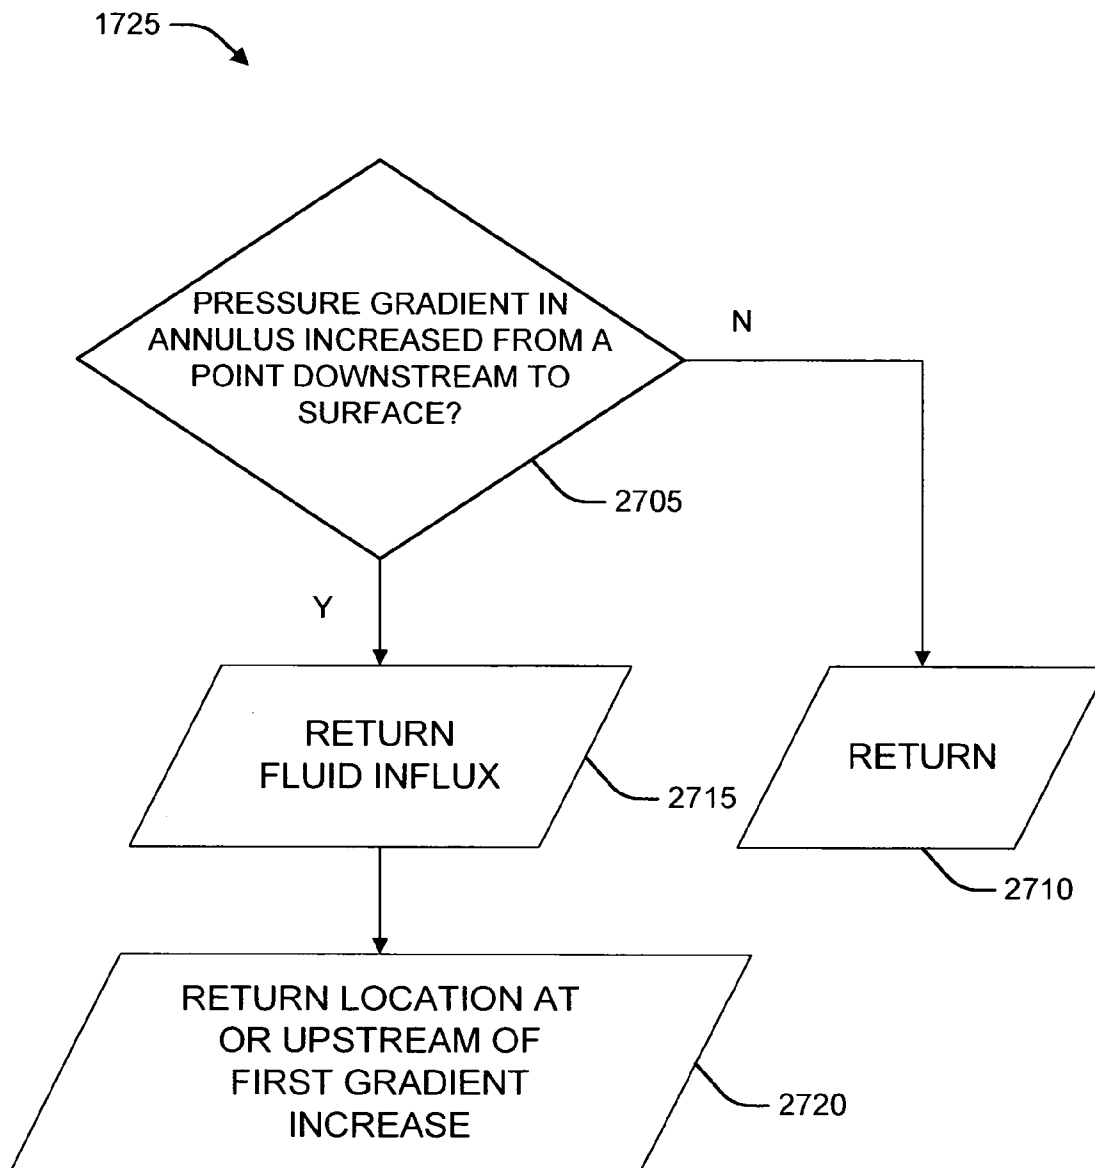 1725
PRESSURE GRADIENT IN
ANNULUS INCREASED FROM A
POINT DOWNSTREAM TO
SURFACE?
N
2705
Y
RETURN
FLUID INFLUX
2715
RETURN
2710
RETURN LOCATION AT
OR UPSTREAM OF
FIRST GRADIENT
INCREASE
2720